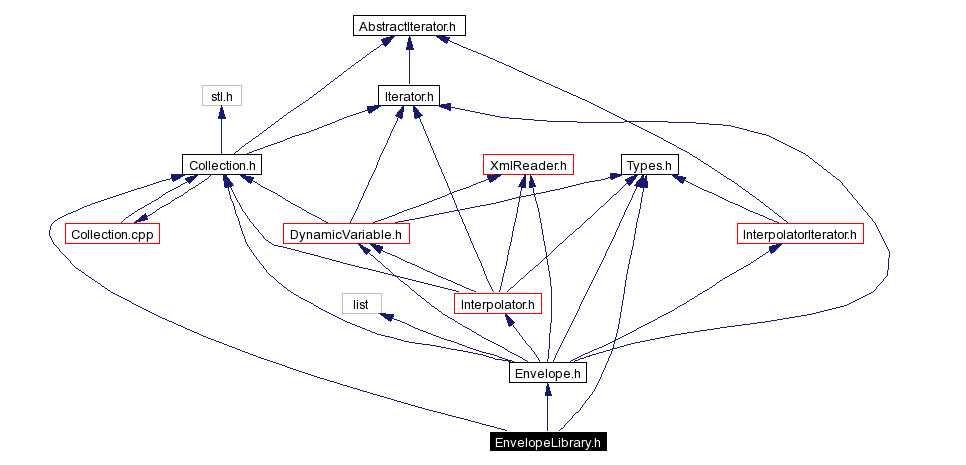 AbstractIterator.h
stl.h
Iterator.h
Collection.h
XmlReader.h
Types.h
Collection.cpp
DynamicVariable.h
InterpolatorIterator.h
list
Interpolator.h
Envelope.h
EnvelopeLibrary.h